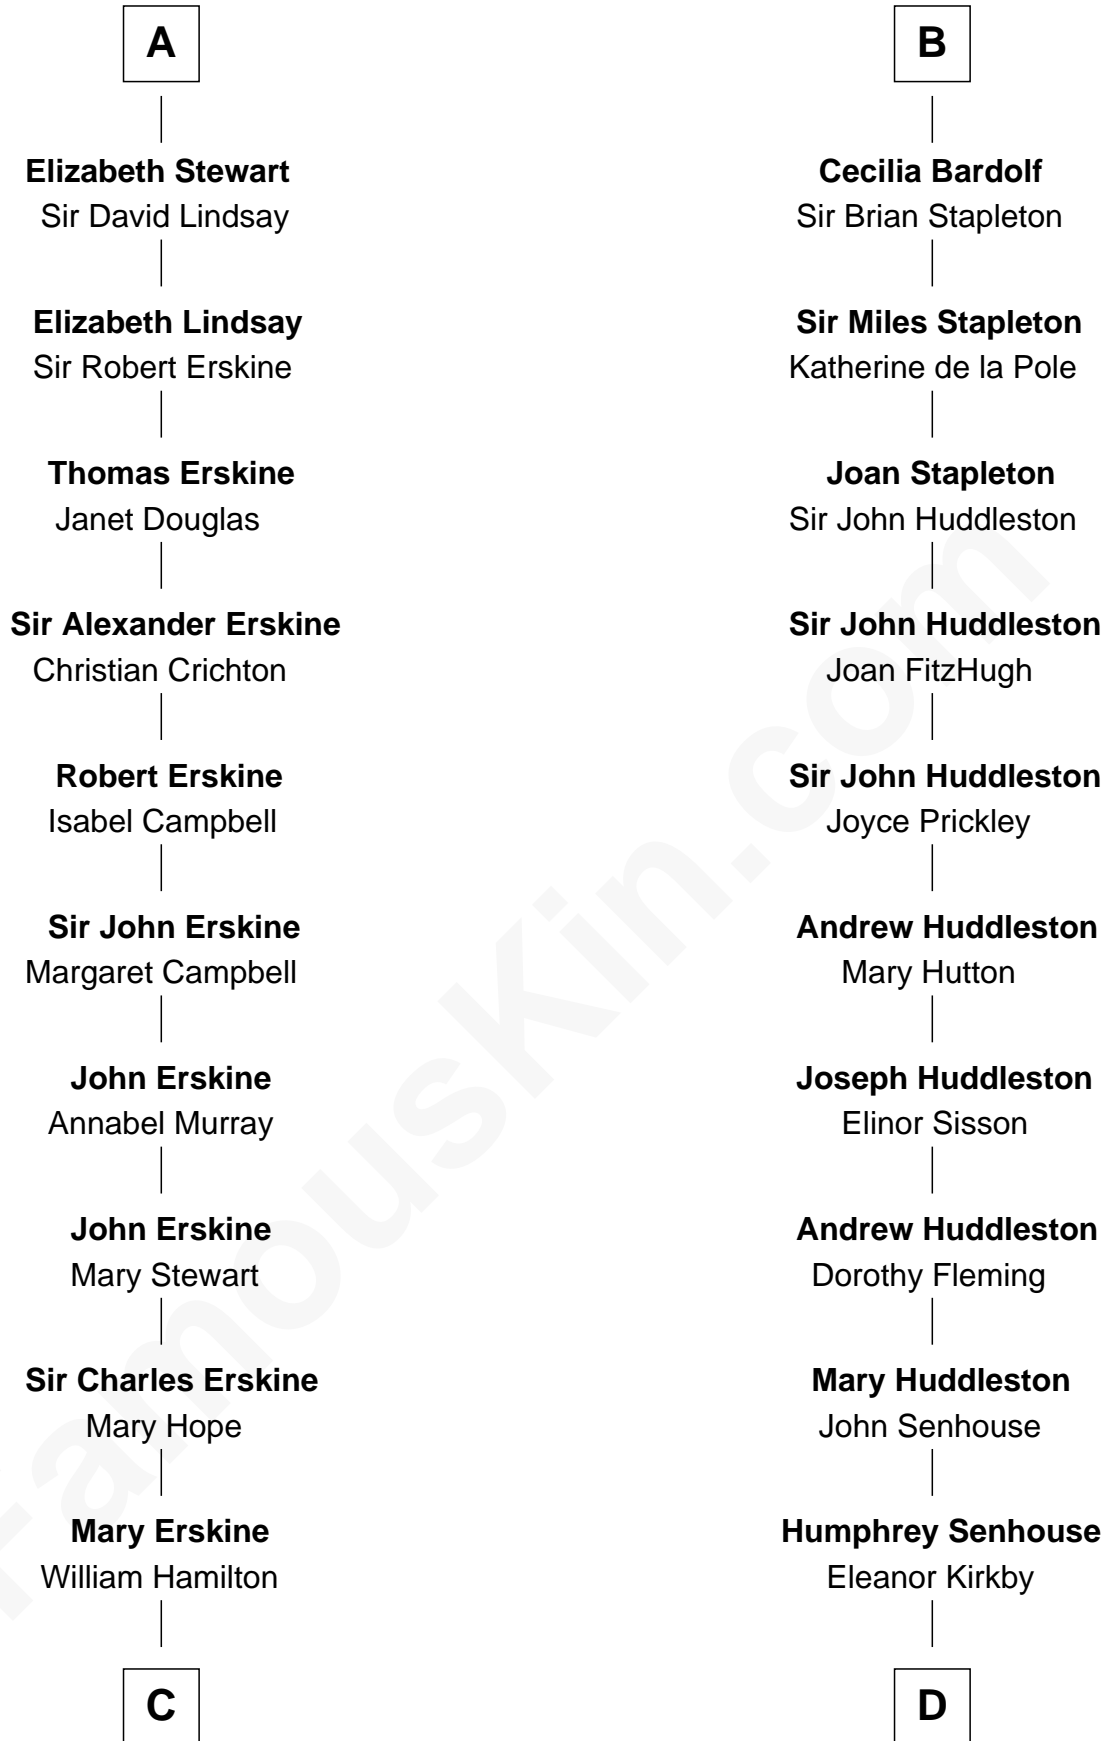 A
Elizabeth Stewart
Sir David Lindsay
Elizabeth Lindsay
Sir Robert Erskine
Thomas Erskine
Janet Douglas
Sir Alexander Erskine
Christian Crichton
Robert Erskine
Isabel Campbell
Sir John Erskine
Margaret Campbell
John Erskine
Annabel Murray
John Erskine
Mary Stewart
Sir Charles Erskine
Mary Hope
Mary Erskine
William Hamilton
C
B
Cecilia Bardolf
Sir Brian Stapleton
Sir Miles Stapleton
Katherine de la Pole
Joan Stapleton
Sir John Huddleston
Sir John Huddleston
Joan FitzHugh
Sir John Huddleston
Joyce Prickley
Andrew Huddleston
Mary Hutton
Joseph Huddleston
Elinor Sisson
Andrew Huddleston
Dorothy Fleming
Mary Huddleston
John Senhouse
Humphrey Senhouse
Eleanor Kirkby
D
FamousKin.com